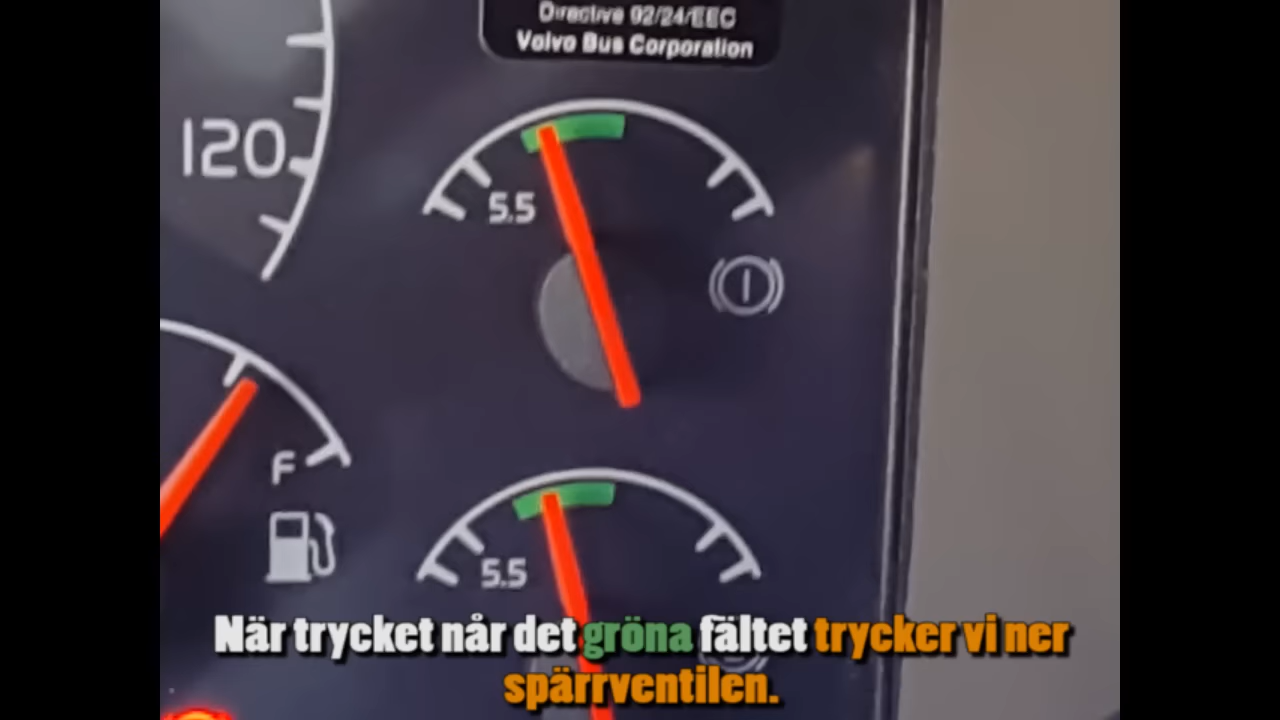 Directive 92/24/EEC
Volvo Bus Corporation
120
5.5
F
5.5
När trycket når det gröna fältet trycker vi ner
spärrventilen.